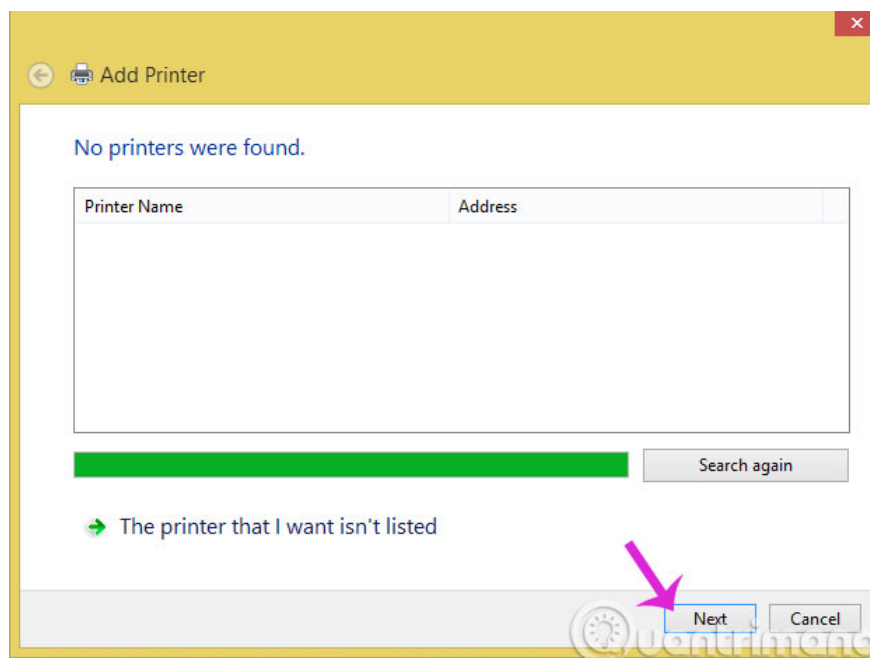 Add Printer
No printers were found.
Printer Name Address
Search again
The printer that I want isn't listed
Next Cancel
uantrimang